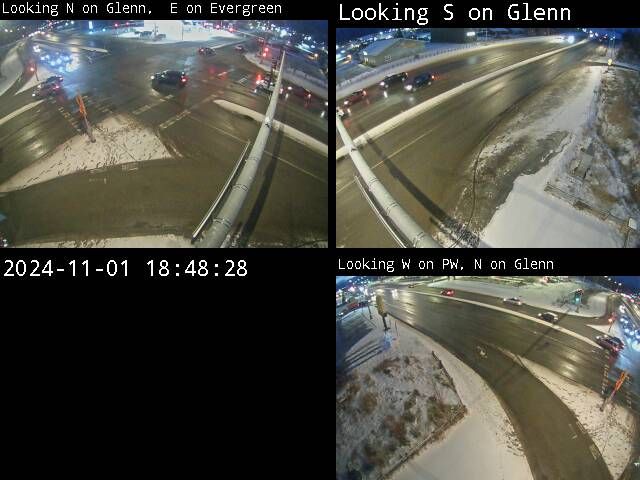 Looking N on Glenn,  E on Evergreen
Looking S on Glenn
2024-11-01 18:48:28
Looking W on PW, N on Glenn